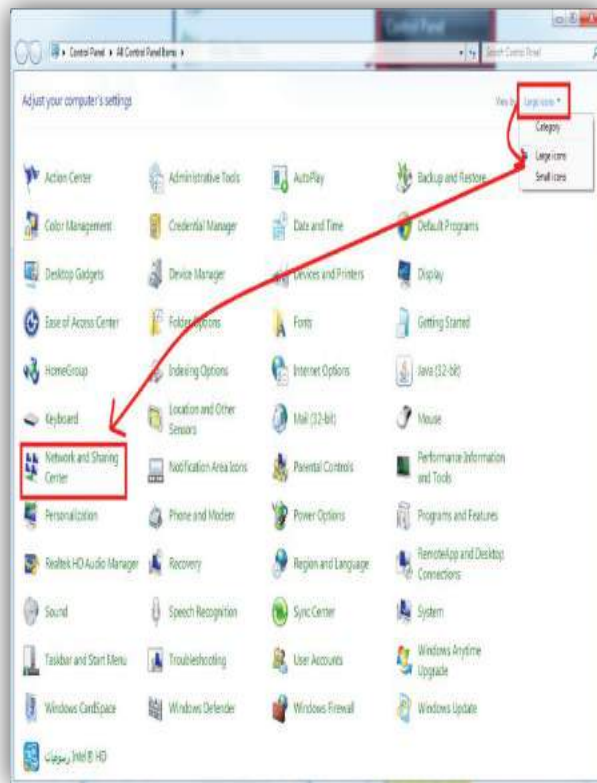 Control Panel
Control Panel ▸ All Control Panel Items ▸
Search Control Panel
Adjust your computer's settings
View by: Large icons ▾
Category
Large icons
Small icons
Action Center
Administrative Tools
AutoPlay
Backup and Restore
Color Management
Credential Manager
Date and Time
Default Programs
Desktop Gadgets
Device Manager
Devices and Printers
Display
Ease of Access Center
Folder Options
Fonts
Getting Started
HomeGroup
Indexing Options
Internet Options
Java (32-bit)
Keyboard
Location and Other
Sensors
Mail (32-bit)
Mouse
Network and Sharing
Center
Notification Area Icons
Parental Controls
Performance Information
and Tools
Personalization
Phone and Modem
Power Options
Programs and Features
Realtek HD Audio Manager
Recovery
Region and Language
RemoteApp and Desktop
Connections
Sound
Speech Recognition
Sync Center
System
Taskbar and Start Menu
Troubleshooting
User Accounts
Windows Anytime
Upgrade
Windows CardSpace
Windows Defender
Windows Firewall
Windows Update
رسوميات Intel® HD